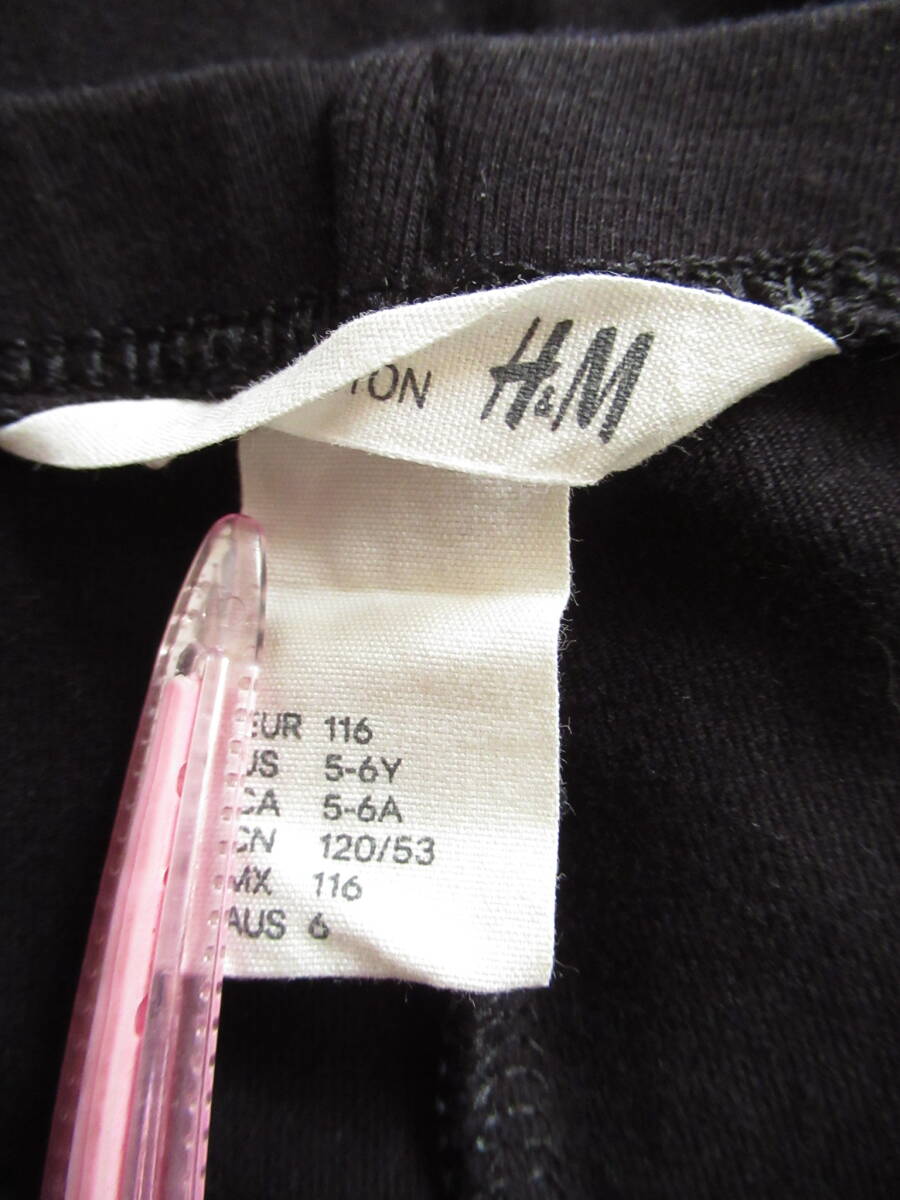 TON H&M
EUR 116
US 5-6Y
CA 5-6A
CN 120/53
MX 116
AUS 6